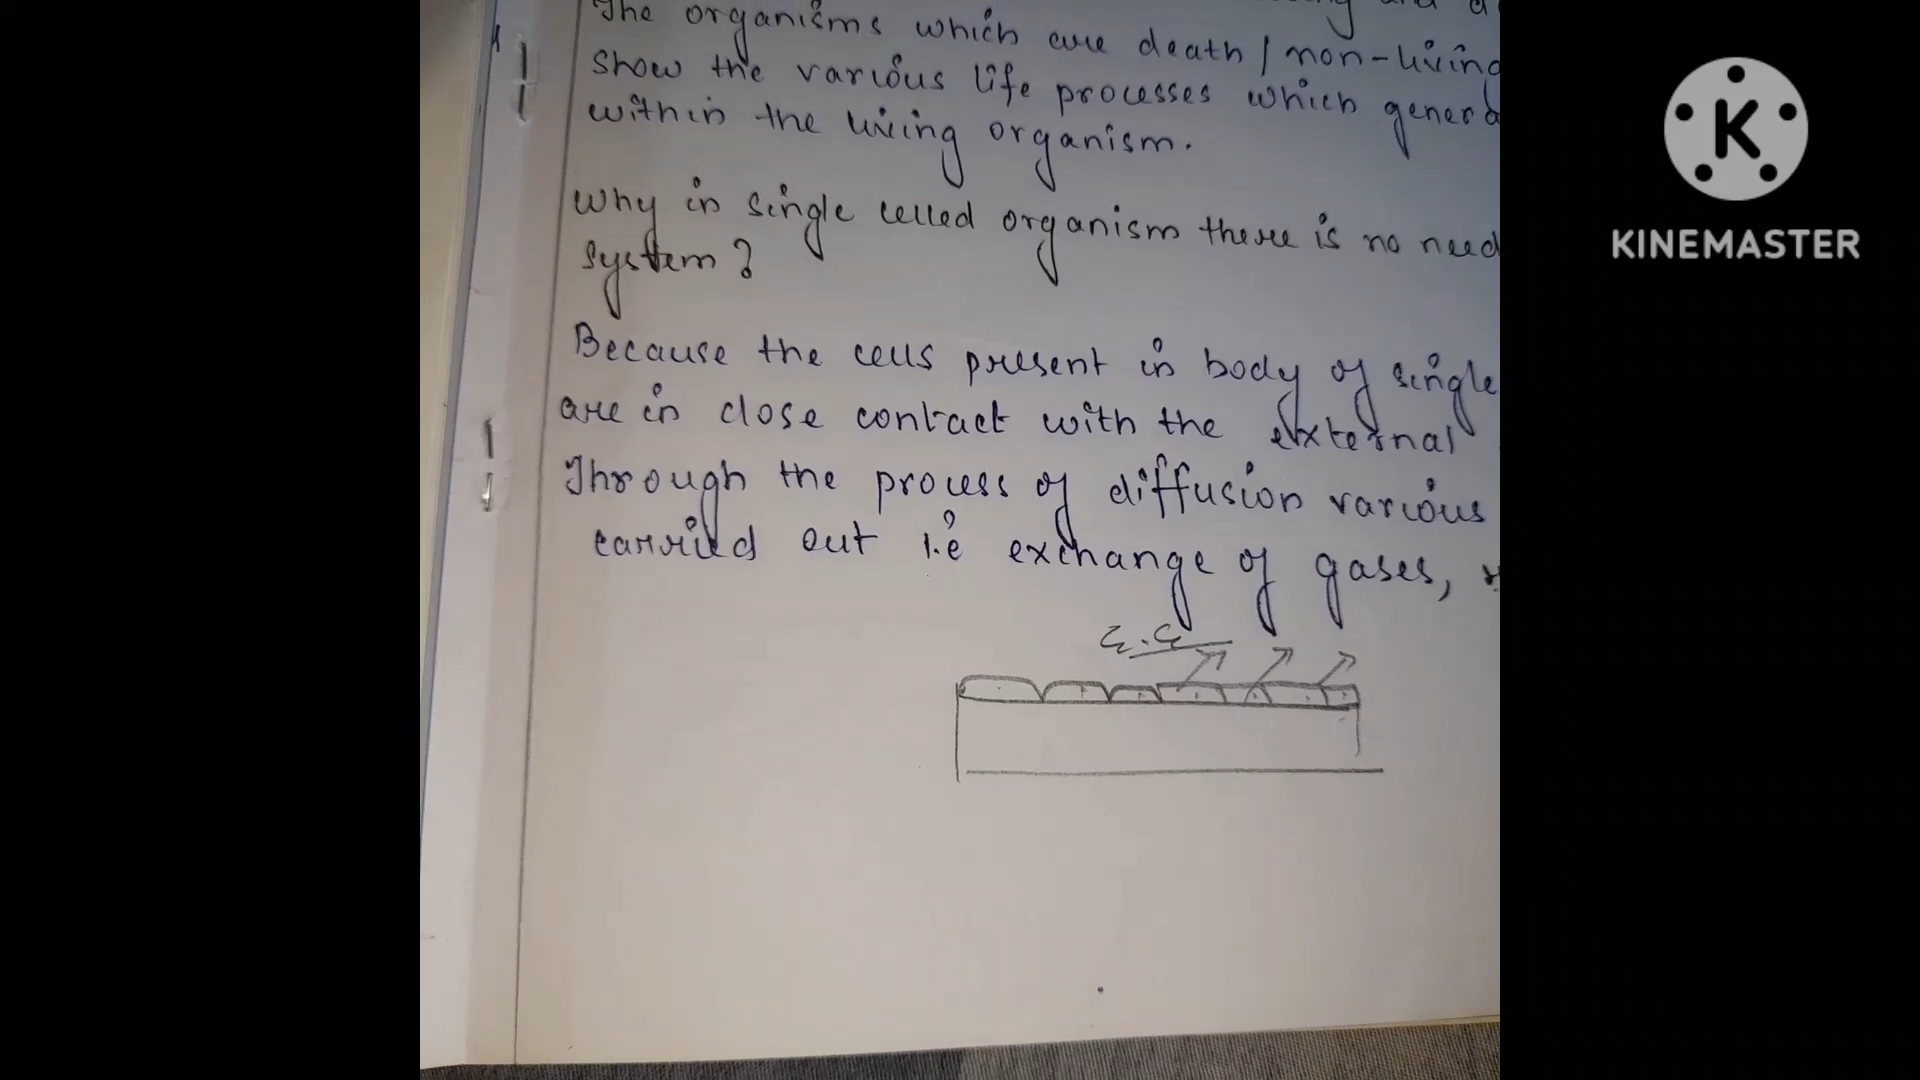 The organisms which are death / non-living
show the various life processes which genera
within the living organism.
Why in single celled organism there is no need
system?
Because the cells present in body of single
are in close contact with the external
Through the process of diffusion various
carried out i.e exchange of gases,
K
KINEMASTER